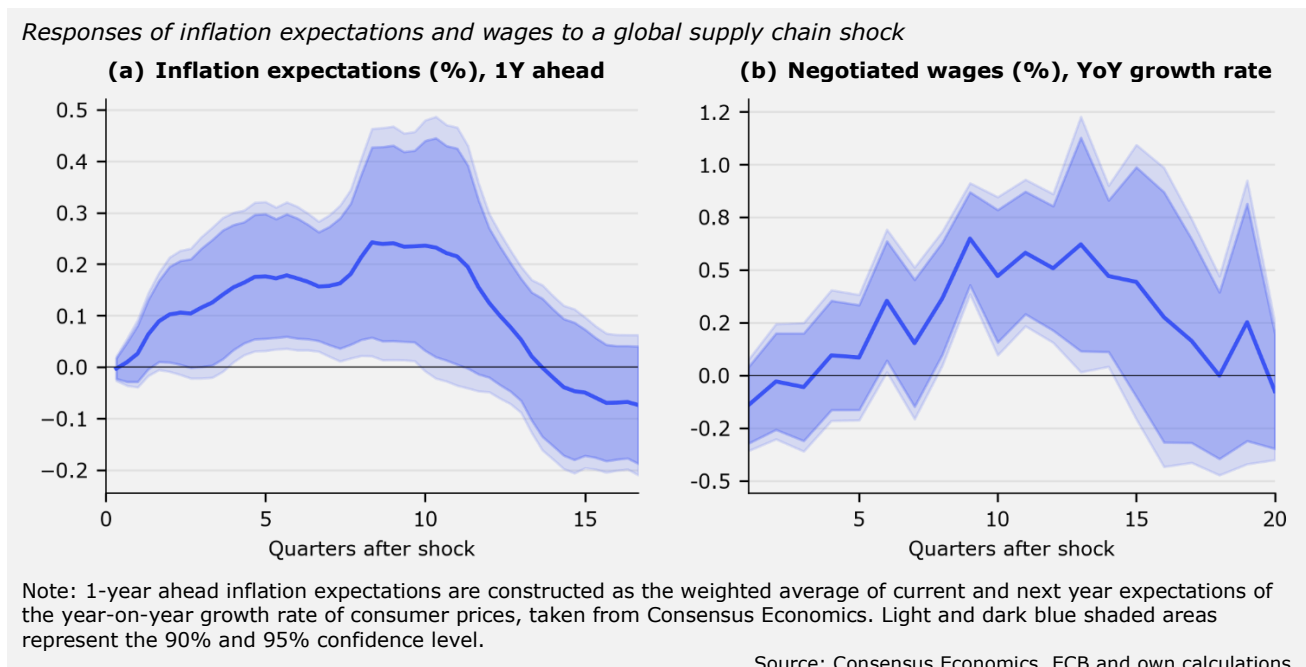 Responses of inflation expectations and wages to a global supply chain shock
(a) Inflation expectations (%), 1Y ahead
0.5
0.4
0.3
0.2
0.1
0.0
−0.1
−0.2
0 5 10 15
Quarters after shock
(b) Negotiated wages (%), YoY growth rate
1.2
1.0
0.8
0.5
0.2
0.0
-0.2
-0.5
5 10 15 20
Quarters after shock
Note: 1-year ahead inflation expectations are constructed as the weighted average of current and next year expectations of
the year-on-year growth rate of consumer prices, taken from Consensus Economics. Light and dark blue shaded areas
represent the 90% and 95% confidence level.
Source: Consensus Economics, ECB and own calculations